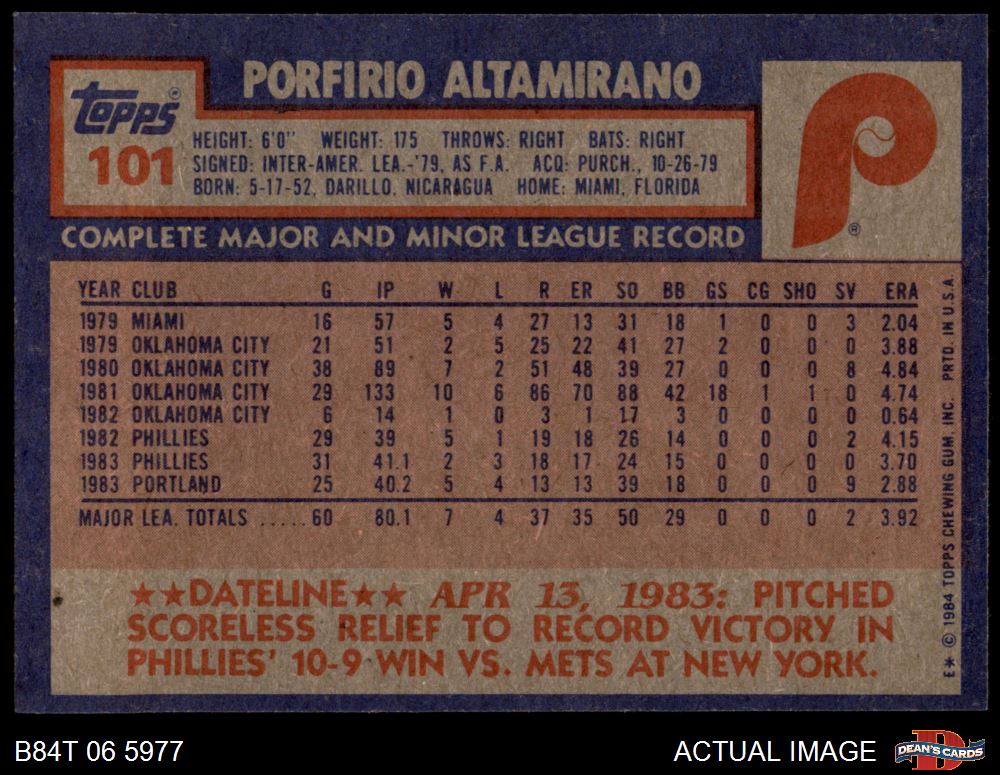 PORFIRIO ALTAMIRANO
TOPPS®
101
HEIGHT: 6'0" WEIGHT: 175 THROWS: RIGHT BATS: RIGHT
SIGNED: INTER-AMER. LEA.-'79, AS F.A. ACQ: PURCH., 10-26-79
BORN: 5-17-52, DARILLO, NICARAGUA HOME: MIAMI, FLORIDA
P®
COMPLETE MAJOR AND MINOR LEAGUE RECORD
YEAR CLUB G IP W L R ER SO BB GS CG SHO SV ERA
1979 MIAMI 16 57 5 4 27 13 31 18 1 0 0 3 2.04
1979 OKLAHOMA CITY 21 51 2 5 25 22 41 27 2 0 0 0 3.88
1980 OKLAHOMA CITY 38 89 7 2 51 48 39 27 0 0 0 8 4.84
1981 OKLAHOMA CITY 29 133 10 6 86 70 88 42 18 1 1 0 4.74
1982 OKLAHOMA CITY 6 14 1 0 3 1 17 3 0 0 0 0 0.64
1982 PHILLIES 29 39 5 1 19 18 26 14 0 0 0 2 4.15
1983 PHILLIES 31 41.1 2 3 18 17 24 15 0 0 0 0 3.70
1983 PORTLAND 25 40.2 5 4 13 13 39 18 0 0 0 9 2.88
MAJOR LEA. TOTALS .....60 80.1 7 4 37 35 50 29 0 0 0 2 3.92
★★DATELINE★★ APR 13, 1983: PITCHED
SCORELESS RELIEF TO RECORD VICTORY IN
PHILLIES' 10-9 WIN VS. METS AT NEW YORK.
E★ © 1984 TOPPS CHEWING GUM, INC. PRTD. IN U.S.A.
B84T 06 5977
ACTUAL IMAGE
D
DEAN'S CARDS